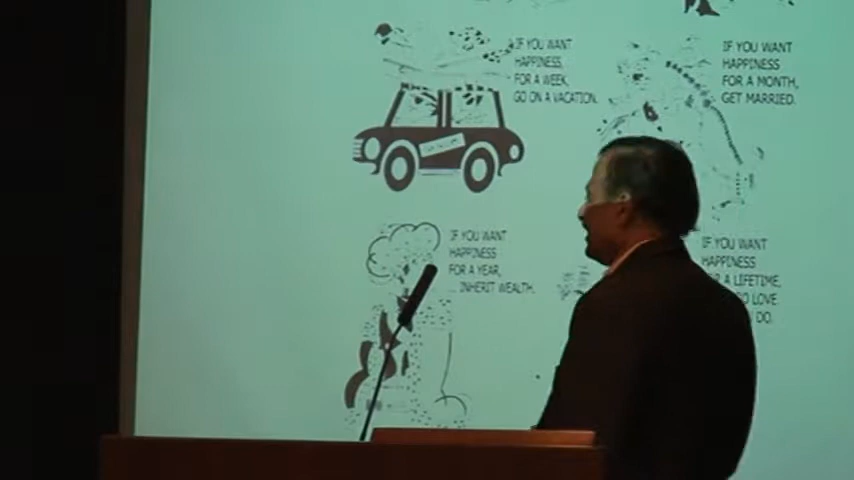 IF YOU WANT
HAPPINESS
FOR A WEEK,
GO ON A VACATION.
IF YOU WANT
HAPPINESS
FOR A MONTH,
GET MARRIED.
IF YOU WANT
HAPPINESS
FOR A YEAR,
... INHERIT WEALTH.
IF YOU WANT
HAPPINESS
A LIFETIME,
LOVE
DO.